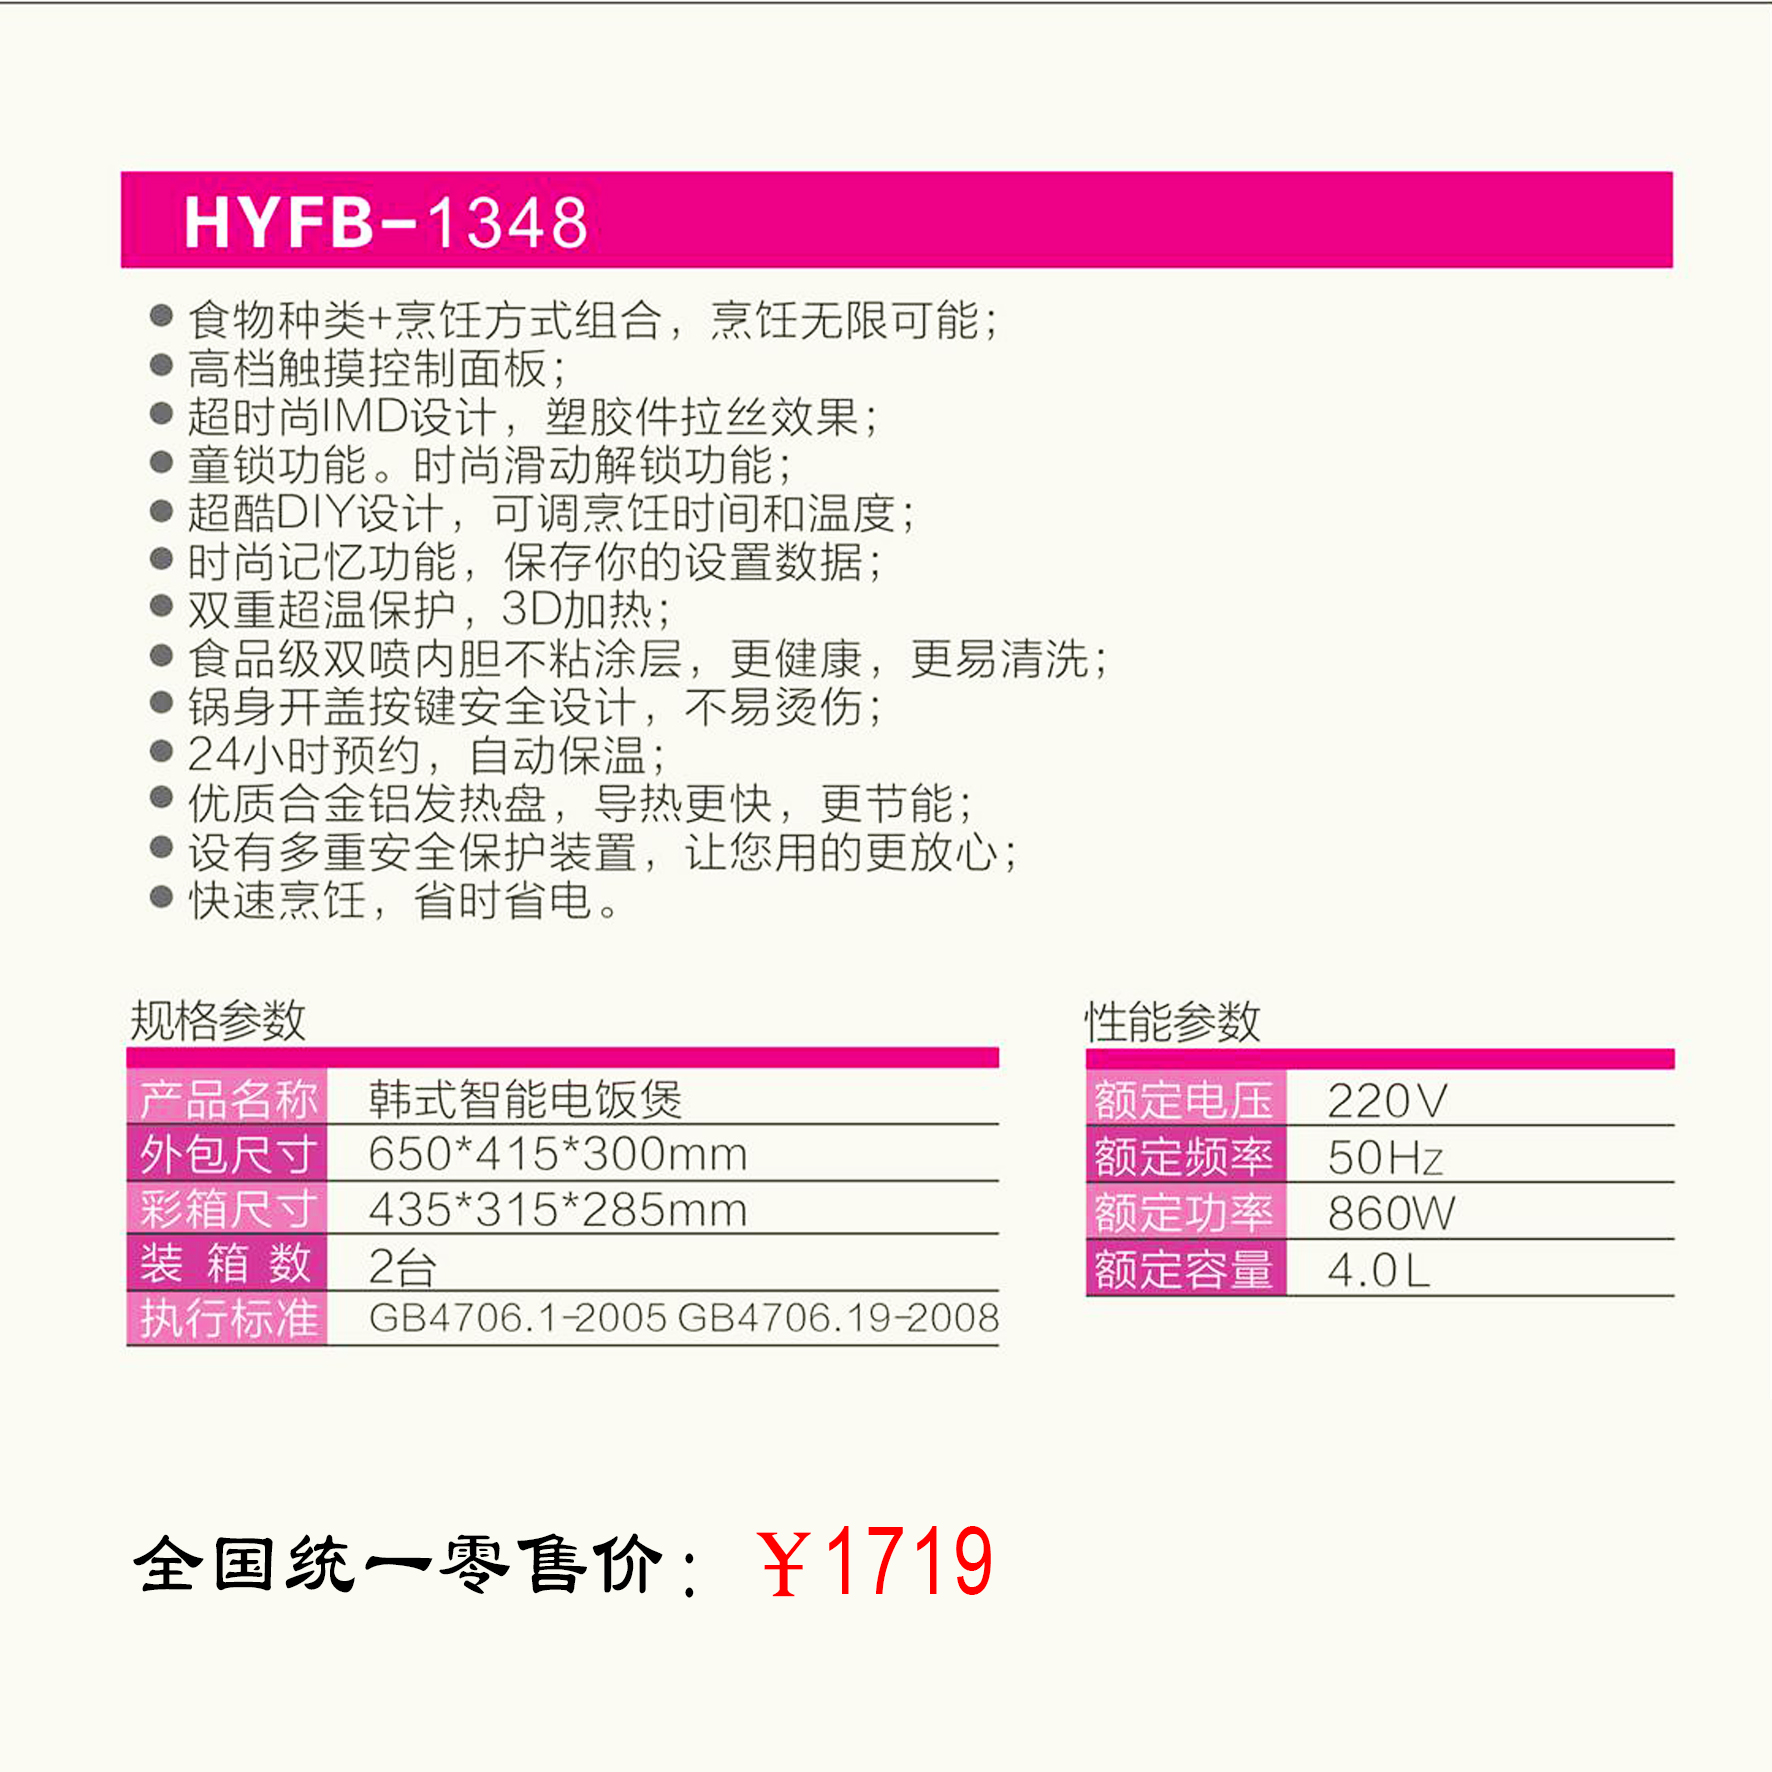 HYFB-1348
● 食物种类+烹饪方式组合，烹饪无限可能；
● 高档触摸控制面板；
● 超时尚IMD设计，塑胶件拉丝效果；
● 童锁功能。时尚滑动解锁功能；
● 超酷DIY设计，可调烹饪时间和温度；
● 时尚记忆功能，保存你的设置数据；
● 双重超温保护，3D加热；
● 食品级双喷内胆不粘涂层，更健康，更易清洗；
● 锅身开盖按键安全设计，不易烫伤；
● 24小时预约，自动保温；
● 优质合金铝发热盘，导热更快，更节能；
● 设有多重安全保护装置，让您用的更放心；
● 快速烹饪，省时省电。
规格参数
产品名称 韩式智能电饭煲
外包尺寸 650*415*300mm
彩箱尺寸 435*315*285mm
装箱数 2台
执行标准 GB4706.1-2005 GB4706.19-2008
性能参数
额定电压 220V
额定频率 50Hz
额定功率 860W
额定容量 4.0L
全国统一零售价：￥1719